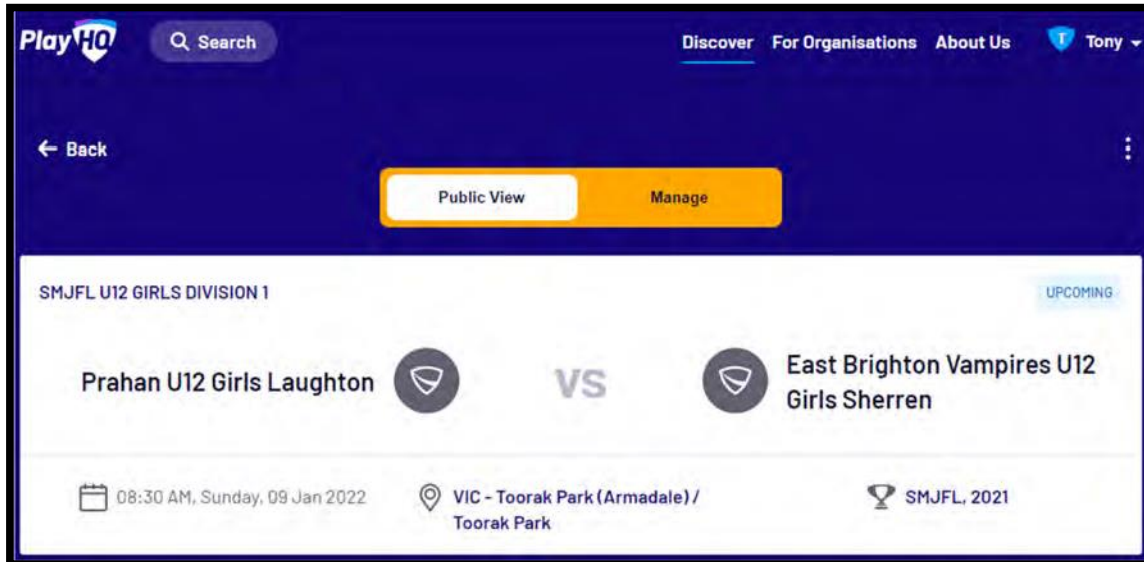 PlayHQ Search Discover For Organisations About Us T Tony
← Back
Public View Manage
SMJFL U12 GIRLS DIVISION 1 UPCOMING
Prahan U12 Girls Laughton VS East Brighton Vampires U12
Girls Sherren
08:30 AM, Sunday, 09 Jan 2022 VIC - Toorak Park (Armadale) / SMJFL, 2021
Toorak Park